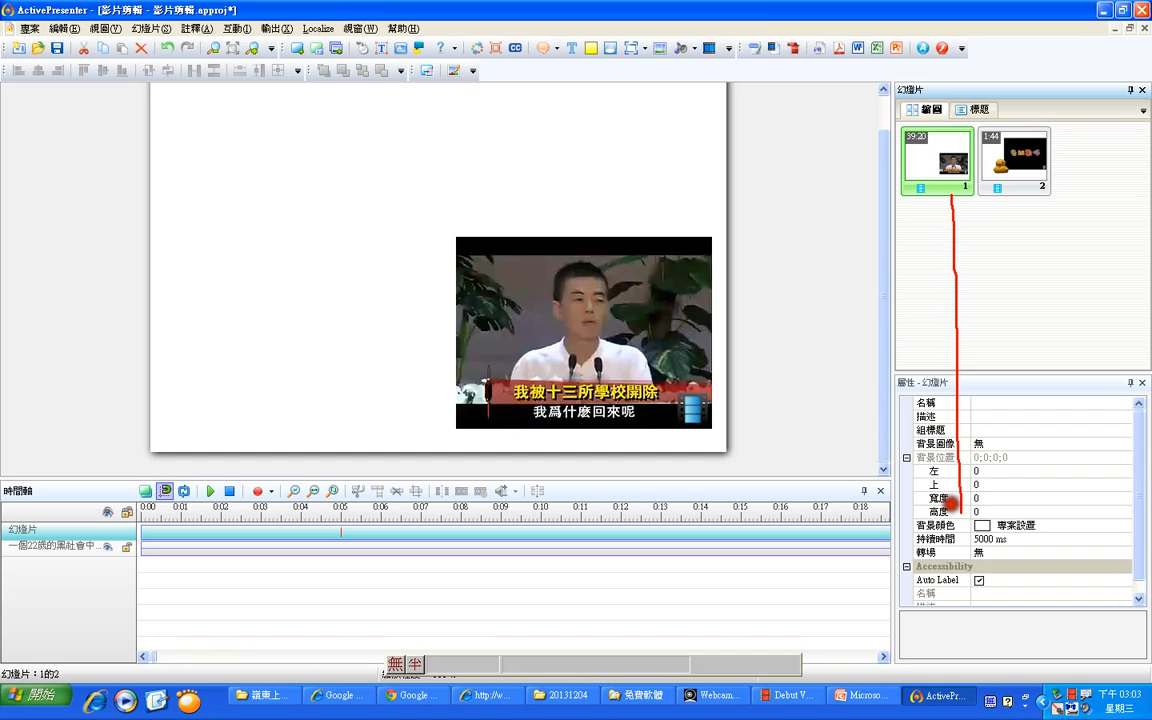 ActivePresenter - [影片剪輯 - 影片剪輯.approj*]
專案 編輯(E) 視圖(V) 幻燈片(S) 註釋(A) 互動(I) 輸出(X) Localize 視窗(W) 幫助(H)
幻燈片
縮圖 標題
39:20 1:44
1 2
我被十三所學校開除
我爲什麼回來呢
屬性 - 幻燈片
名稱
描述
組標題
背景圖像 無
背景位置 0;0;0;0
左 0
上 0
寬度 0
高度 0
背景顏色 專案設置
持續時間 5000 ms
轉場 無
Accessibility
Auto Label
名稱
時間軸
0:00 0:01 0:02 0:03 0:04 0:05 0:06 0:07 0:08 0:09 0:10 0:11 0:12 0:13 0:14 0:15 0:16 0:17 0:18
幻燈片
一個22歲的黑社會中...
幻燈片：1的2
無 半
開始 嶺東上... Google ... Google ... http://w... 20131204 免費軟體 Webcam... Debut V... Microso... ActivePr... 下午 03:03
星期三